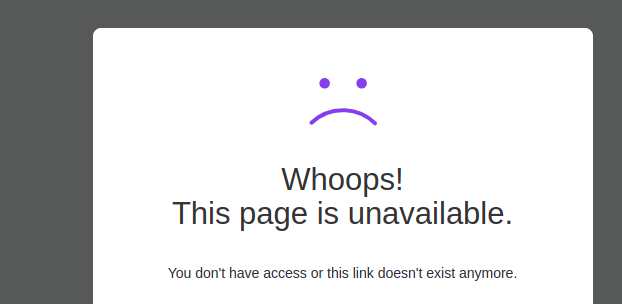 Whoops!
This page is unavailable.
You don't have access or this link doesn't exist anymore.